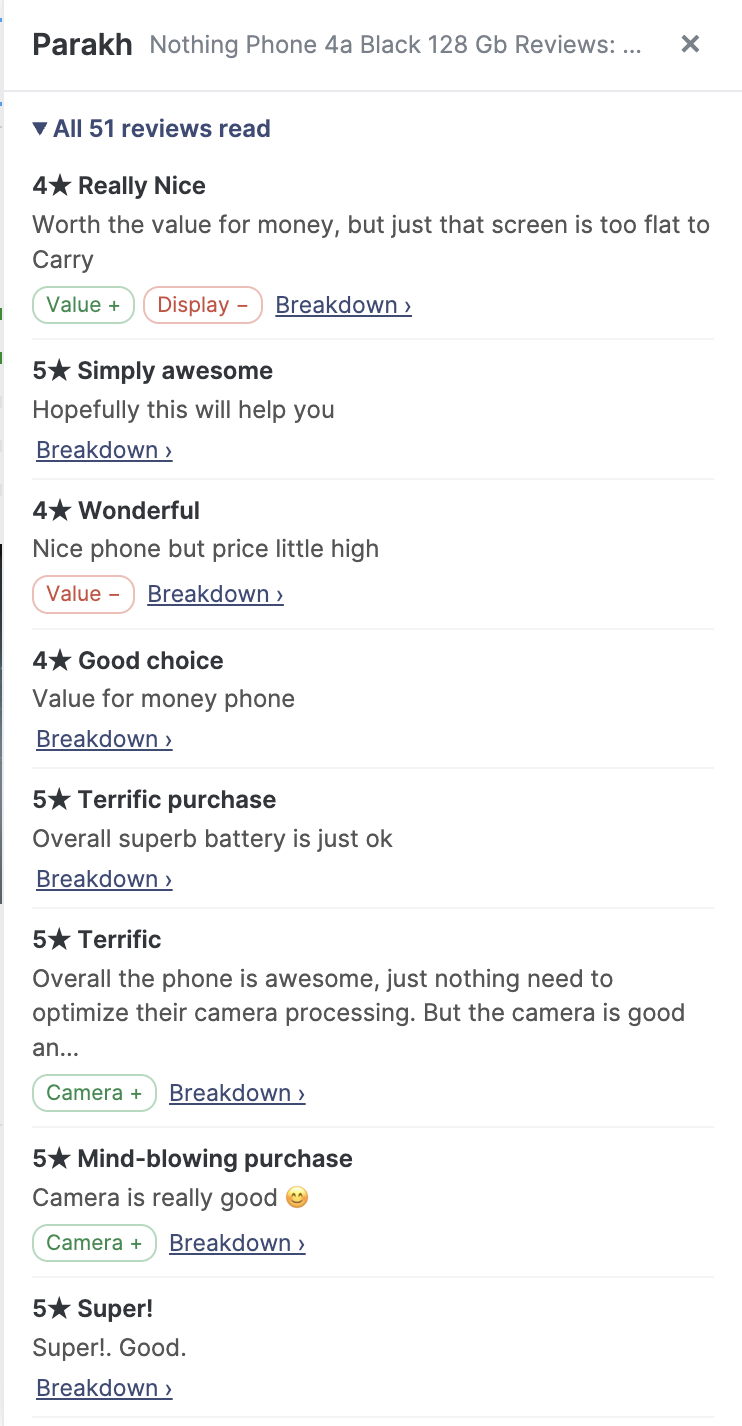 Parakh Nothing Phone 4a Black 128 Gb Reviews: ... ✕
▼ All 51 reviews read
4★ Really Nice
Worth the value for money, but just that screen is too flat to
Carry
Value + Display − Breakdown ›
5★ Simply awesome
Hopefully this will help you
Breakdown ›
4★ Wonderful
Nice phone but price little high
Value − Breakdown ›
4★ Good choice
Value for money phone
Breakdown ›
5★ Terrific purchase
Overall superb battery is just ok
Breakdown ›
5★ Terrific
Overall the phone is awesome, just nothing need to
optimize their camera processing. But the camera is good
an...
Camera + Breakdown ›
5★ Mind-blowing purchase
Camera is really good 😊
Camera + Breakdown ›
5★ Super!
Super!. Good.
Breakdown ›